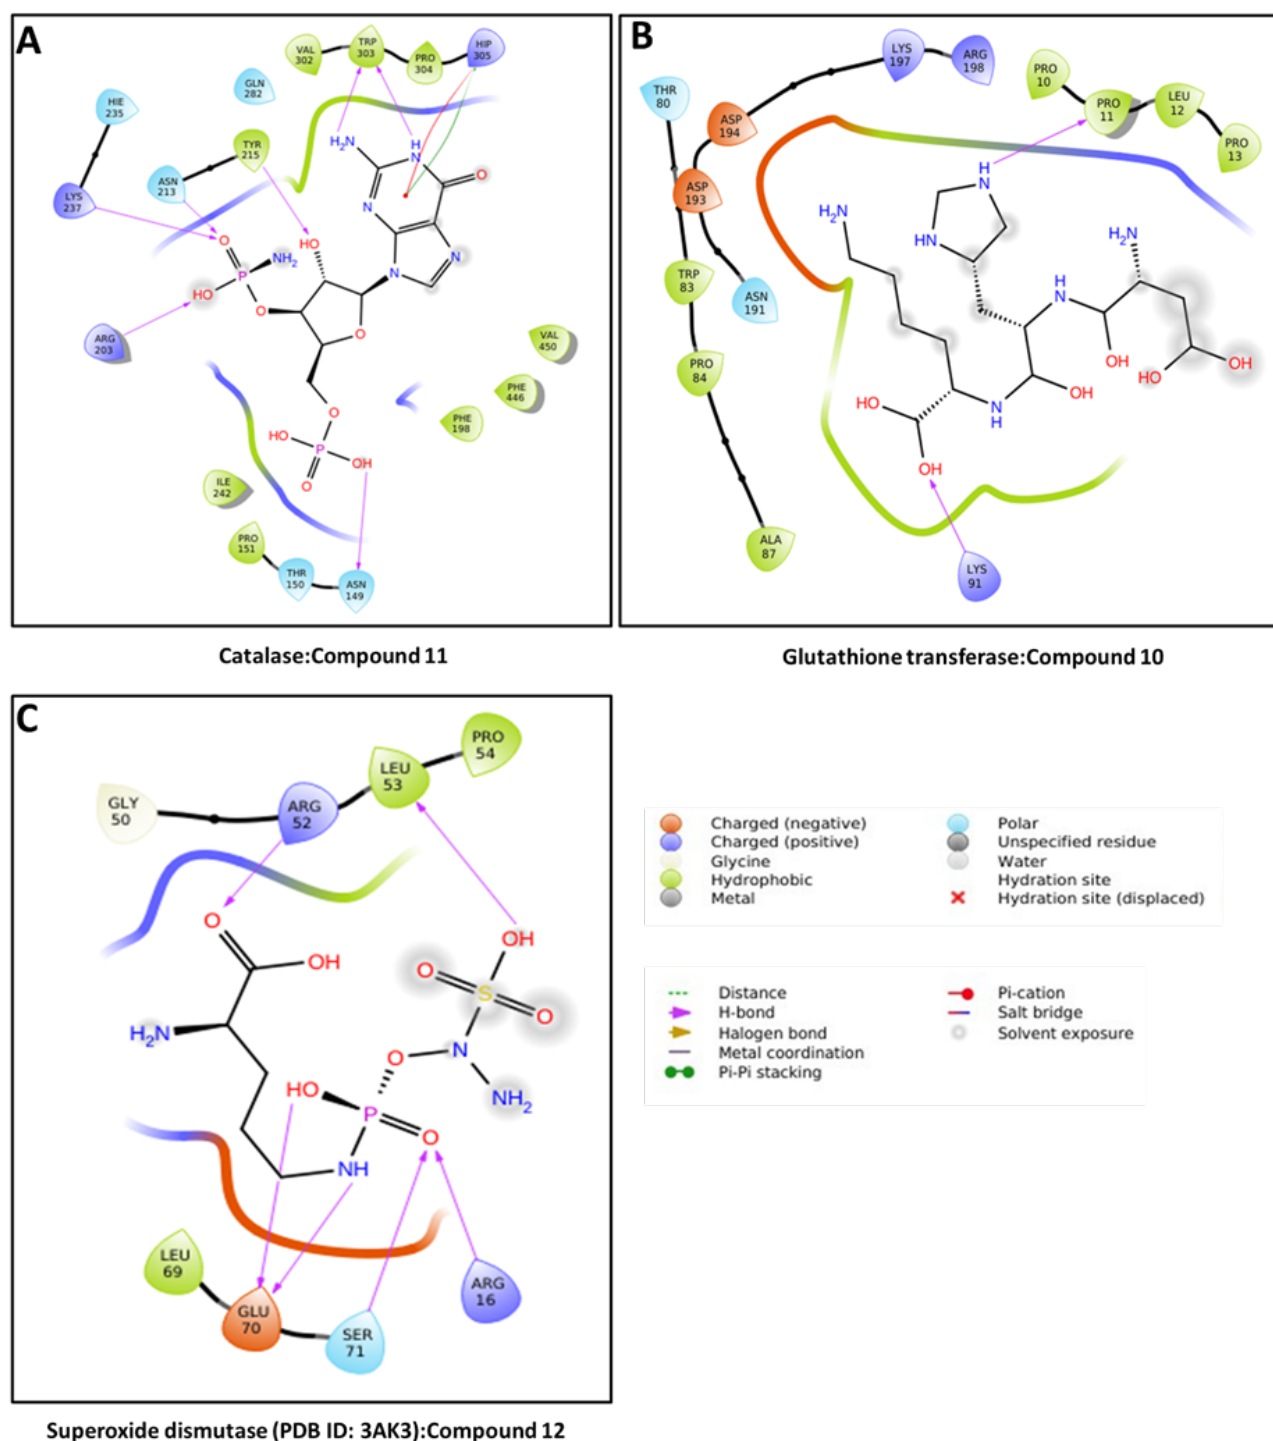 A
VAL
302
TRP
303
PRO
304
HIP
305
GLN
282
HIE
235
TYR
215
ASN
213
LYS
237
H₂N
H
N
O
N
N
N
HO
O
NH₂
P
HO
O
O
ARG
203
VAL
450
PHE
446
PHE
198
O
HO
P
OH
O
ILE
242
PRO
151
THR
150
ASN
149
Catalase:Compound 11
B
LYS
197
ARG
198
THR
80
ASP
194
PRO
10
PRO
11
LEU
12
PRO
13
ASP
193
H
N
H₂N
HN
H₂N
TRP
83
ASN
191
H
N
OH
HO
OH
PRO
84
HO
N
H
OH
OH
ALA
87
LYS
91
Glutathione transferase:Compound 10
C
PRO
54
LEU
53
GLY
50
ARG
52
O
OH
OH
O
S
O
H₂N
O
N
HO
P
NH₂
O
NH
LEU
69
GLU
70
SER
71
ARG
16
Superoxide dismutase (PDB ID: 3AK3):Compound 12
Charged (negative)
Charged (positive)
Glycine
Hydrophobic
Metal
Polar
Unspecified residue
Water
Hydration site
Hydration site (displaced)
Distance
H-bond
Halogen bond
Metal coordination
Pi-Pi stacking
Pi-cation
Salt bridge
Solvent exposure